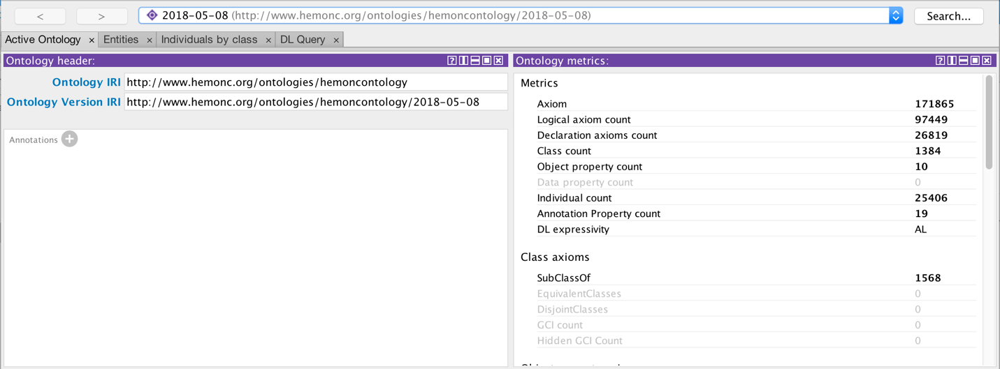 < > 2018-05-08 (http://www.hemonc.org/ontologies/hemoncontology/2018-05-08) Search...
Active Ontology × Entities × Individuals by class × DL Query ×
Ontology header:
Ontology IRI http://www.hemonc.org/ontologies/hemoncontology
Ontology Version IRI http://www.hemonc.org/ontologies/hemoncontology/2018-05-08
Annotations +
Ontology metrics:
Metrics
Axiom 171865
Logical axiom count 97449
Declaration axioms count 26819
Class count 1384
Object property count 10
Data property count 0
Individual count 25406
Annotation Property count 19
DL expressivity AL
Class axioms
SubClassOf 1568
EquivalentClasses 0
DisjointClasses 0
GCI count 0
Hidden GCI Count 0